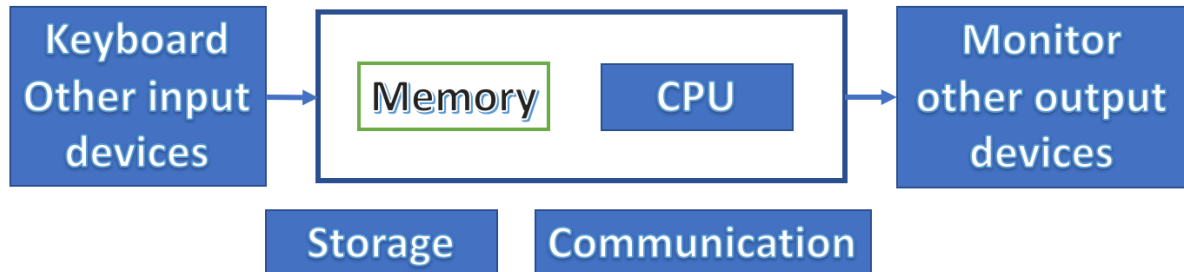 Keyboard
Other input
devices
Memory
CPU
Monitor
other output
devices
Storage
Communication